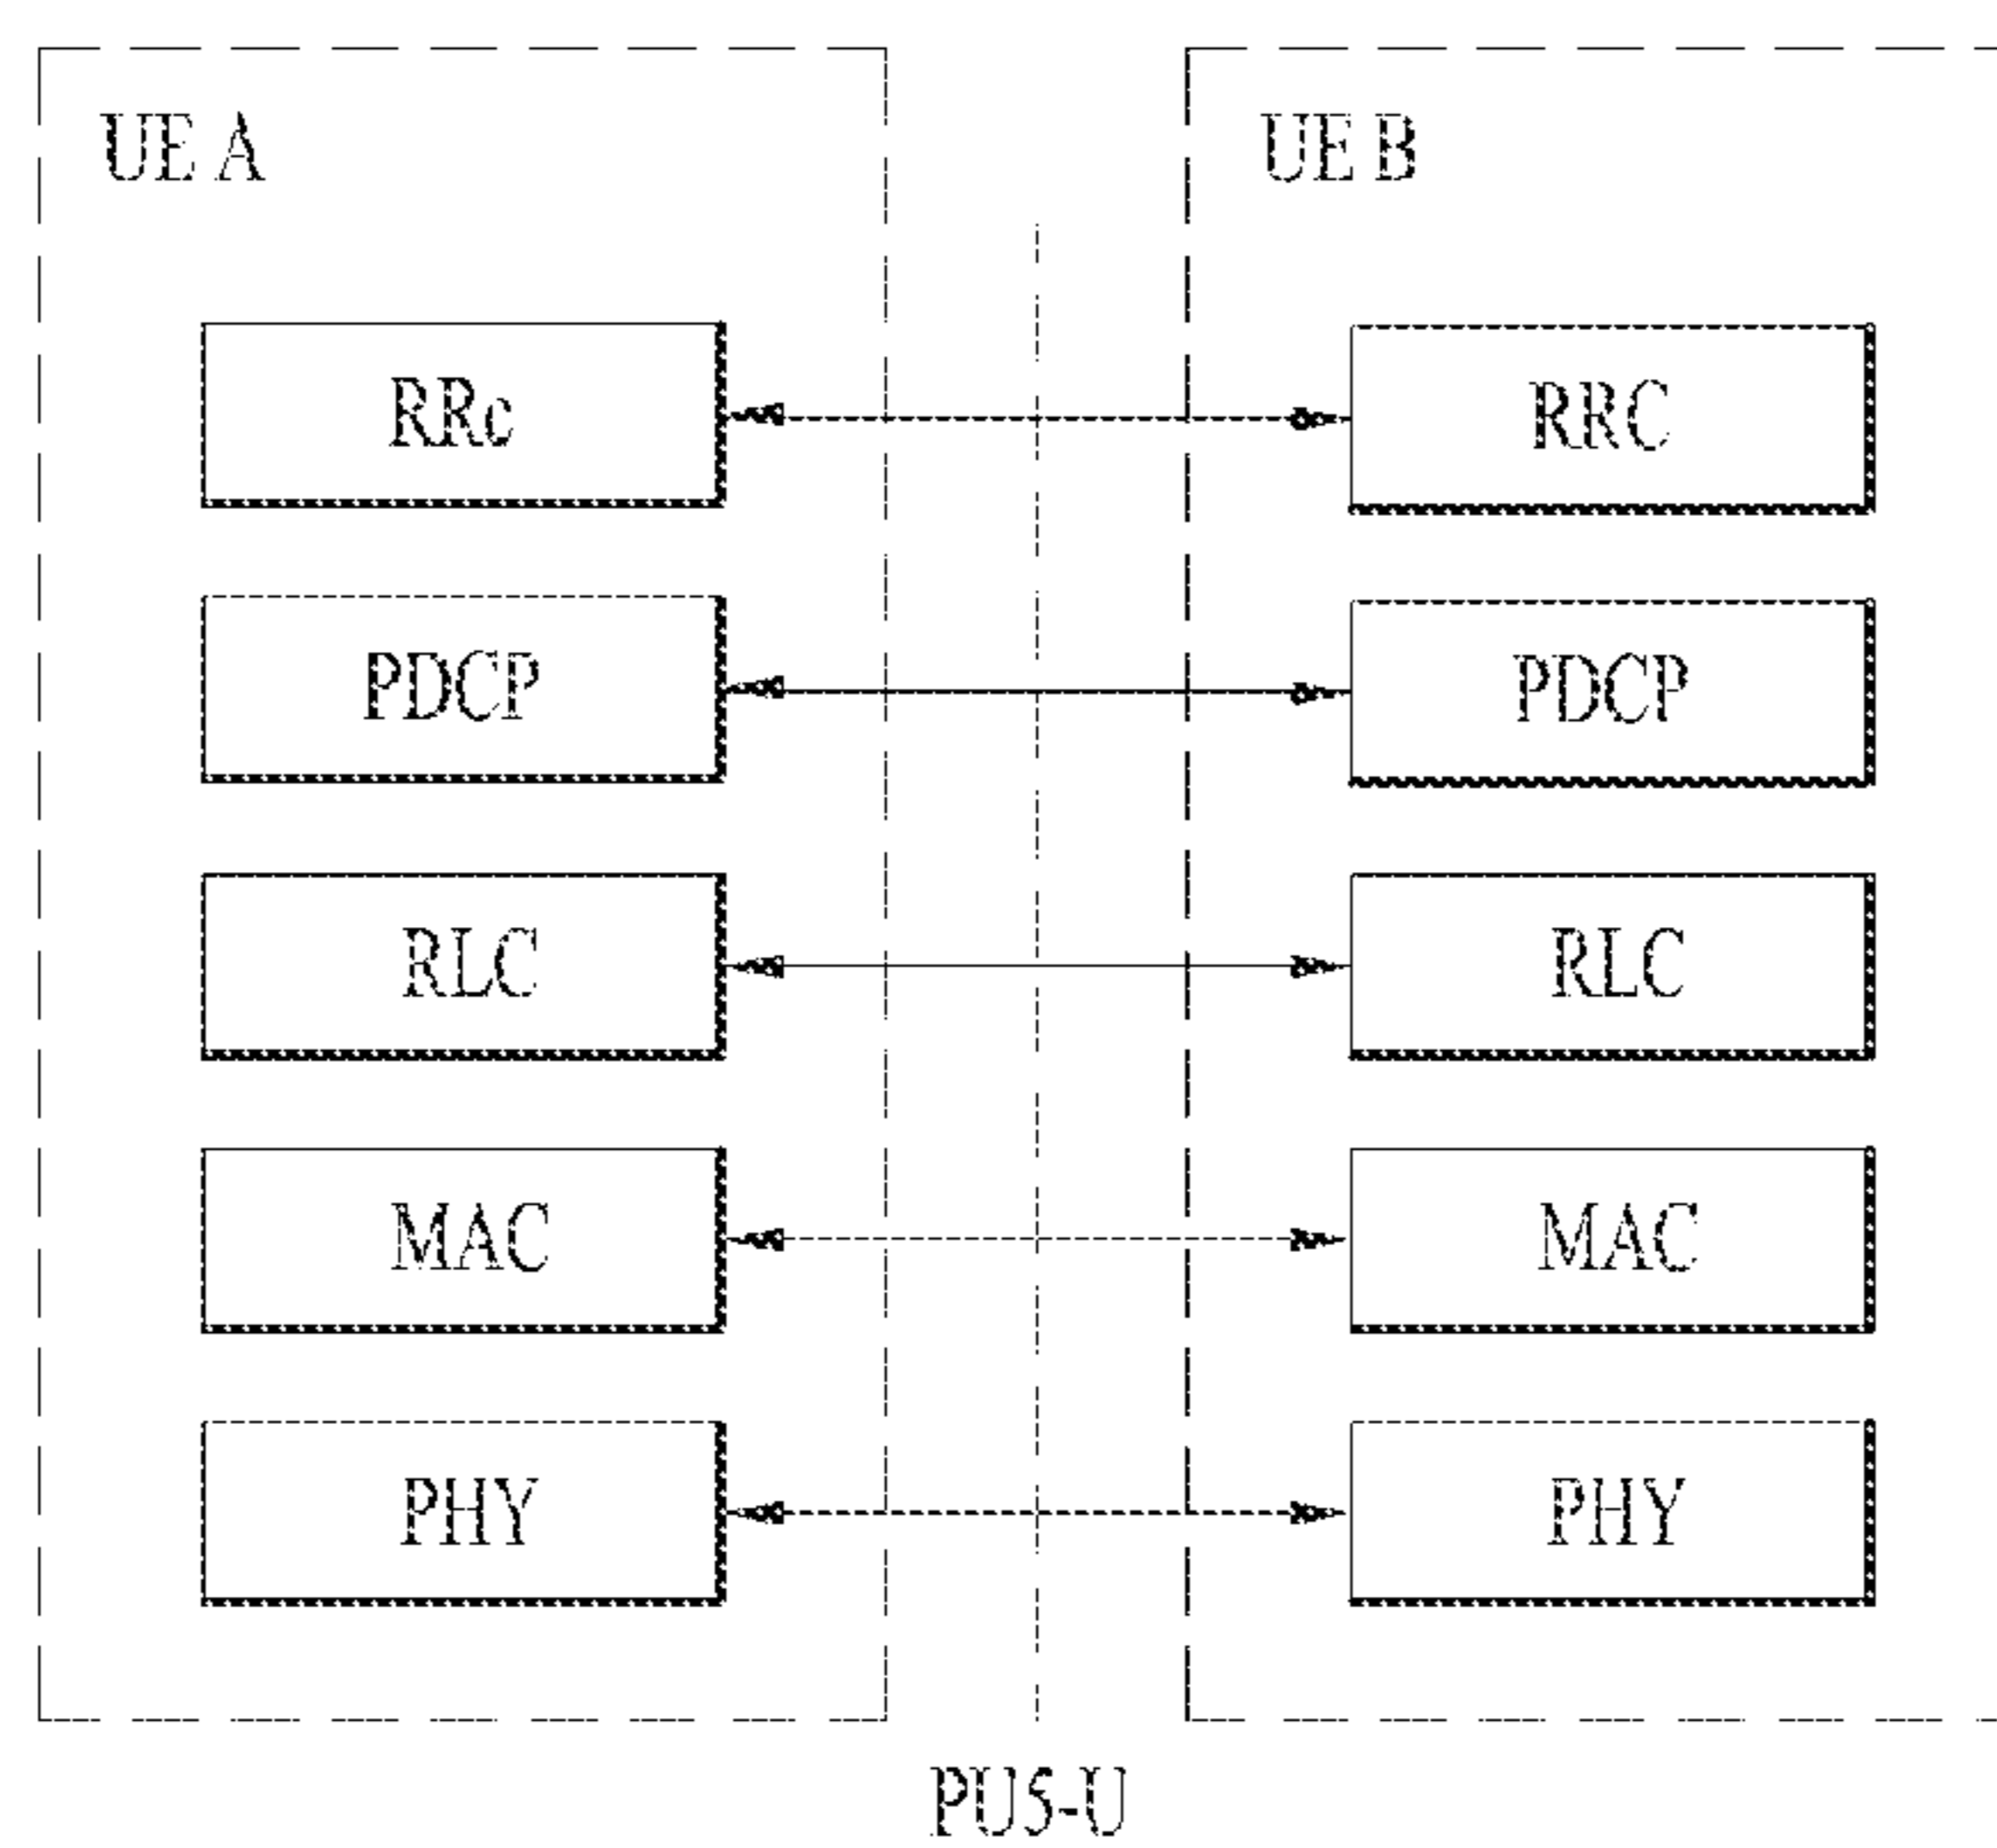 UE A
UE B
RRc
RRC
PDCP
PDCP
RLC
RLC
MAC
MAC
PHY
PHY
PU5-U